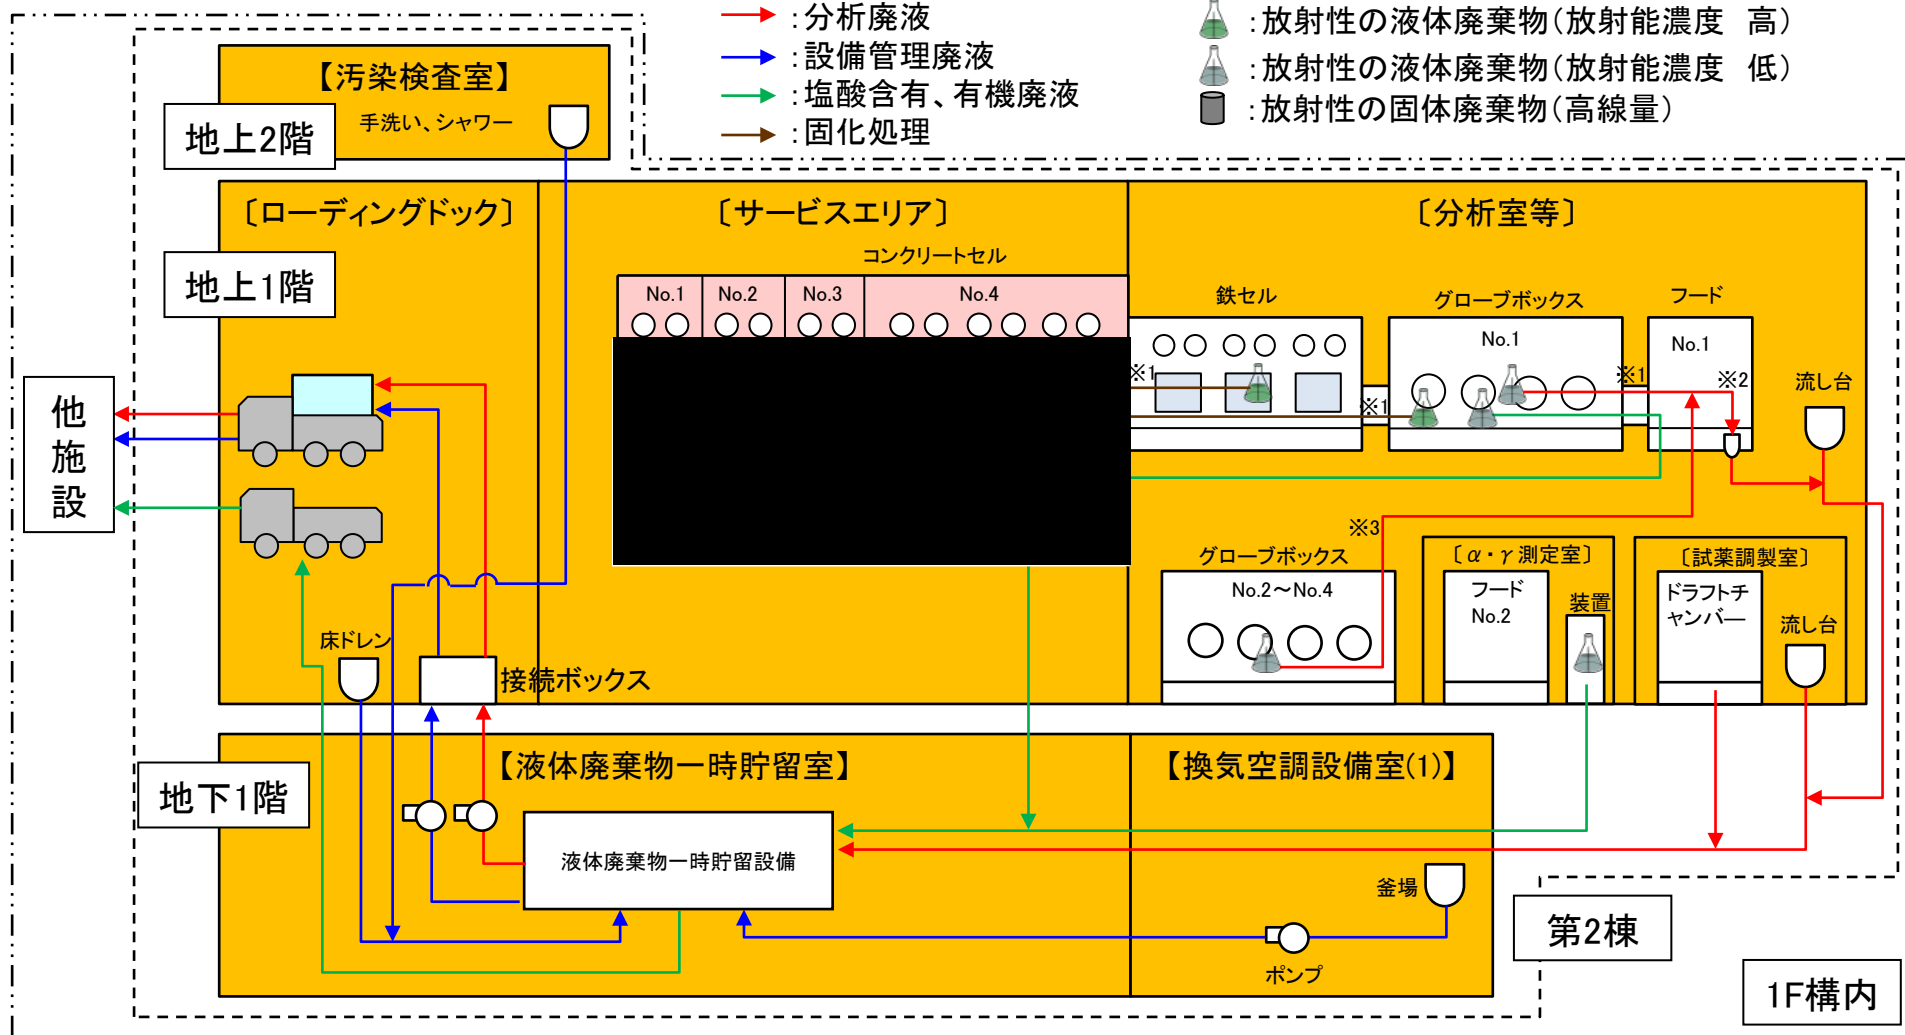 :分析廃液
:設備管理廃液
:塩酸含有、有機廃液
:固化処理
:放射性の液体廃棄物(放射能濃度 高)
:放射性の液体廃棄物(放射能濃度 低)
:放射性の固体廃棄物(高線量)
【汚染検査室】
手洗い、シャワー
地上2階
〔ローディングドック〕
〔サービスエリア〕
〔分析室等〕
地上1階
コンクリートセル
No.1
No.2
No.3
No.4
鉄セル
グローブボックス
No.1
フード
No.1
※1
※1
※1
※2
流し台
他施設
※3
グローブボックス
No.2～No.4
〔α・γ測定室〕
フード
No.2
装置
〔試薬調製室〕
ドラフトチ
ャンバー
流し台
床ドレン
接続ボックス
地下1階
【液体廃棄物一時貯留室】
【換気空調設備室(1)】
液体廃棄物一時貯留設備
釜場
ポンプ
第2棟
1F構内